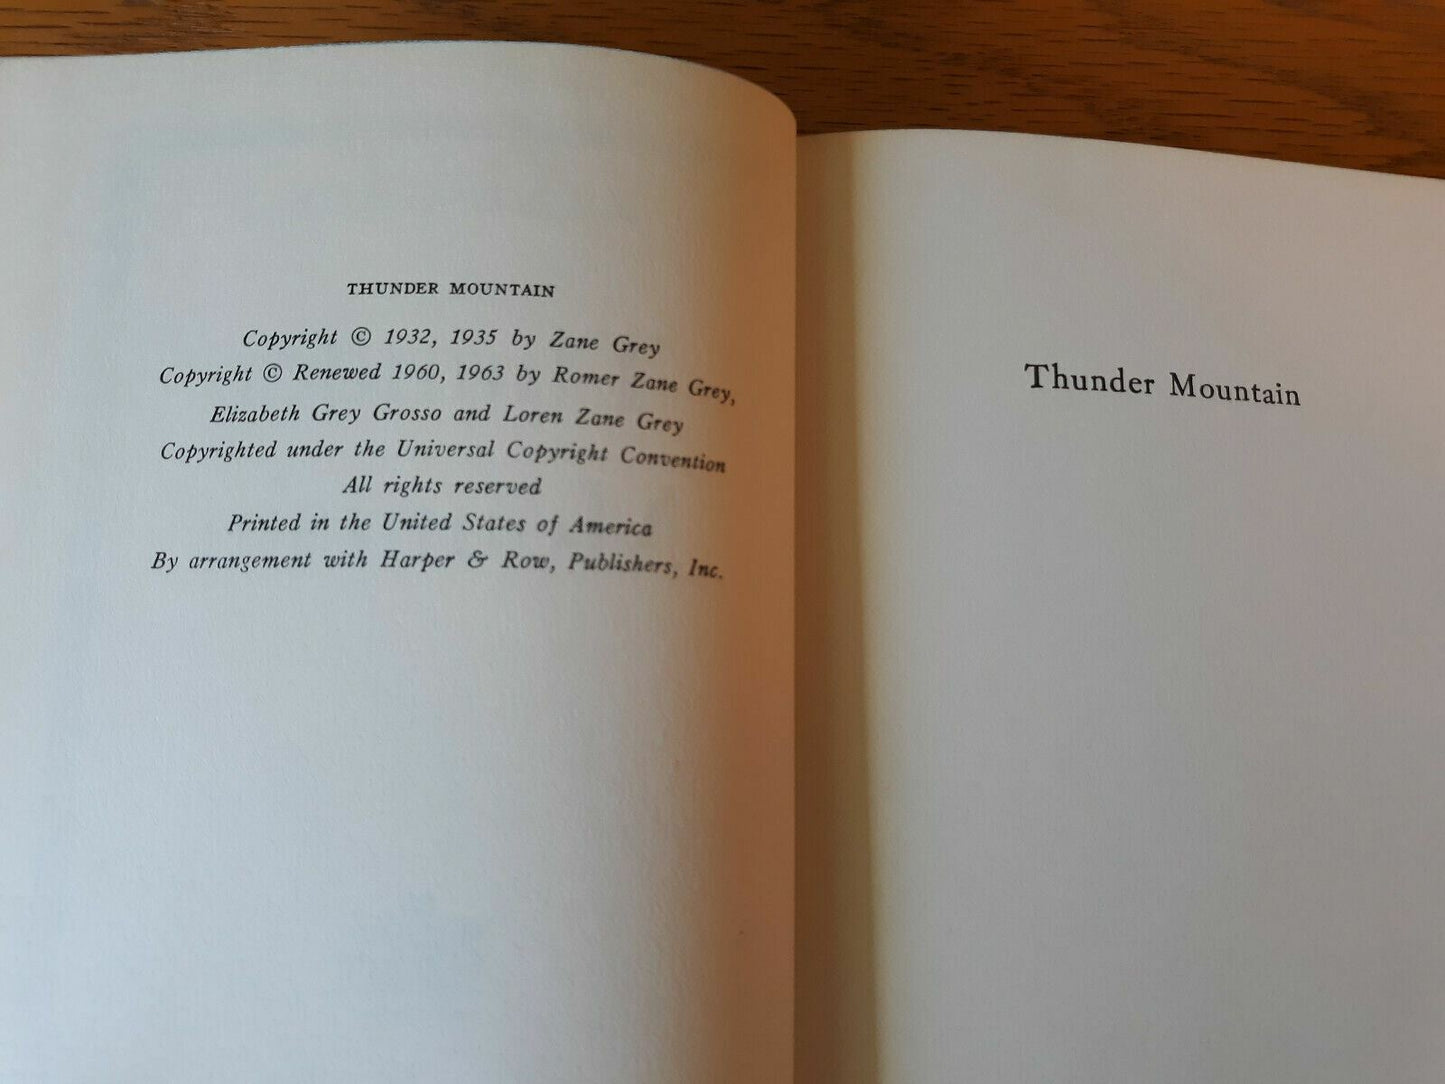 THUNDER MOUNTAIN
Copyright © 1932, 1935 by Zane Grey
Copyright © Renewed 1960, 1963 by Romer Zane Grey,
Elizabeth Grey Grosso and Loren Zane Grey
Copyrighted under the Universal Copyright Convention
All rights reserved
Printed in the United States of America
By arrangement with Harper & Row, Publishers, Inc.
Thunder Mountain